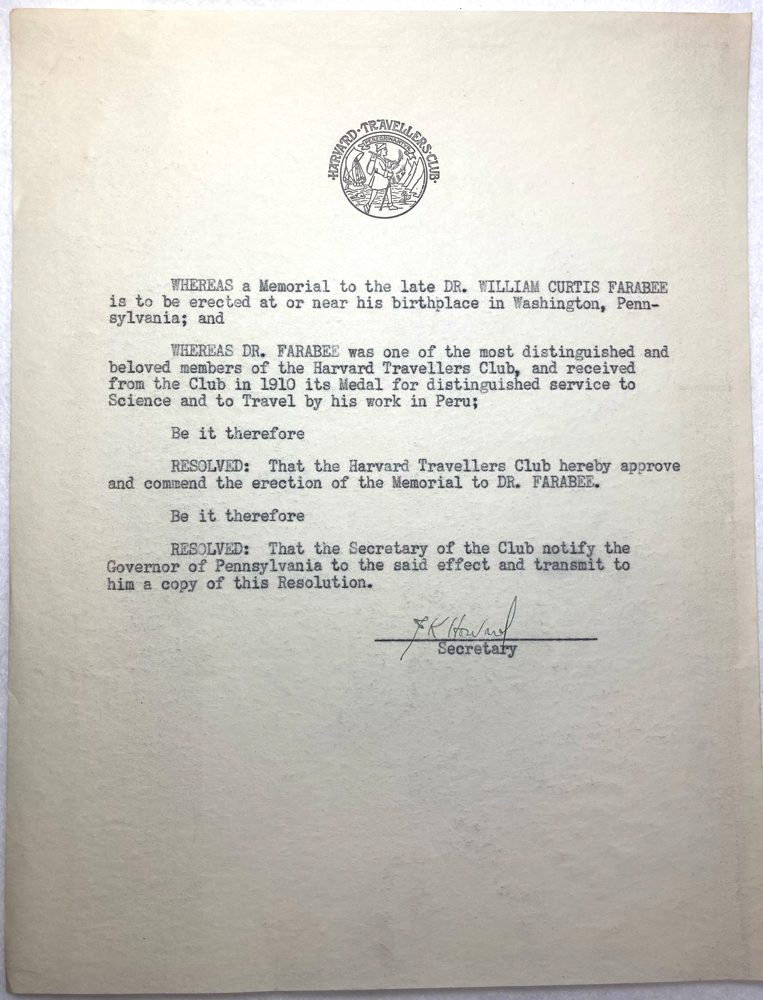 ·HARVARD·TRAVELLERS·CLUB·
WHEREAS a Memorial to the late DR. WILLIAM CURTIS FARABEE
is to be erected at or near his birthplace in Washington, Penn-
sylvania; and
WHEREAS DR. FARABEE was one of the most distinguished and
beloved members of the Harvard Travellers Club, and received
from the Club in 1910 its Medal for distinguished service to
Science and to Travel by his work in Peru;
Be it therefore
RESOLVED: That the Harvard Travellers Club hereby approve
and commend the erection of the Memorial to DR. FARABEE.
Be it therefore
RESOLVED: That the Secretary of the Club notify the
Governor of Pennsylvania to the said effect and transmit to
him a copy of this Resolution.
F K Howard
Secretary